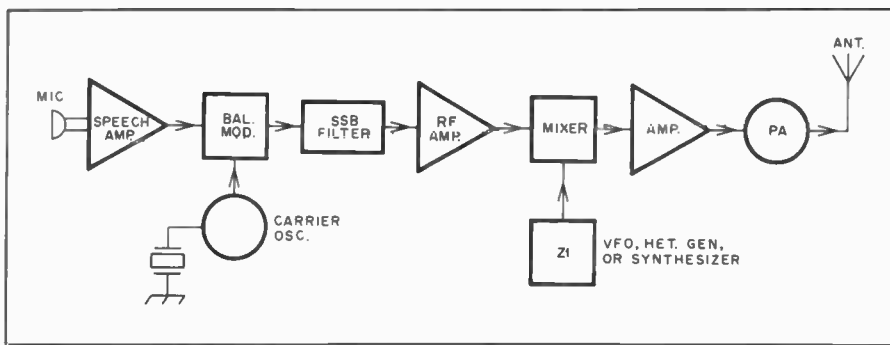 ANT.
MIC
SPEECH
AMP.
BAL.
MOD.
SSB
FILTER
RF
AMP.
MIXER
AMP.
PA
CARRIER
OSC.
Z1
VFO, HET. GEN,
OR SYNTHESIZER